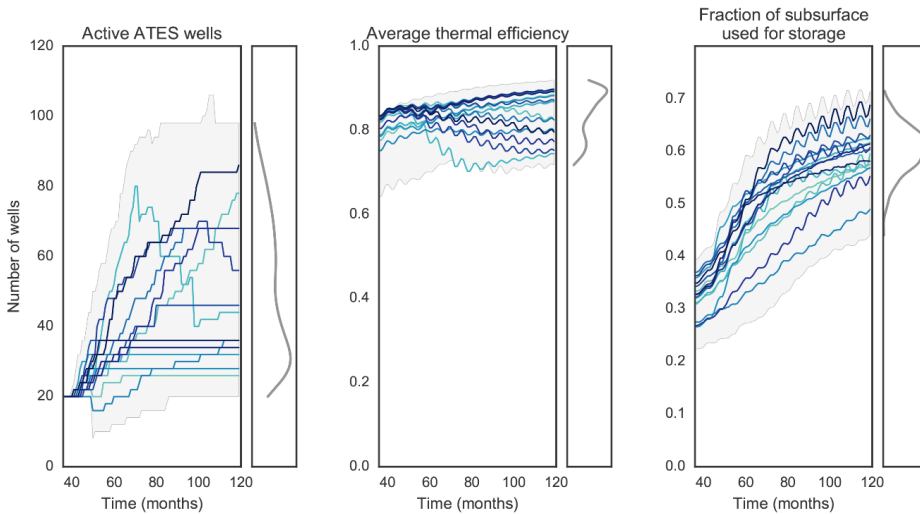 Active ATES wells
Number of wells
120
100
80
60
40
20
0
40 60 80 100 120
Time (months)
Average thermal efficiency
1.0
0.8
0.6
0.4
0.2
0.0
40 60 80 100 120
Time (months)
Fraction of subsurface
used for storage
0.7
0.6
0.5
0.4
0.3
0.2
0.1
0.0
40 60 80 100 120
Time (months)